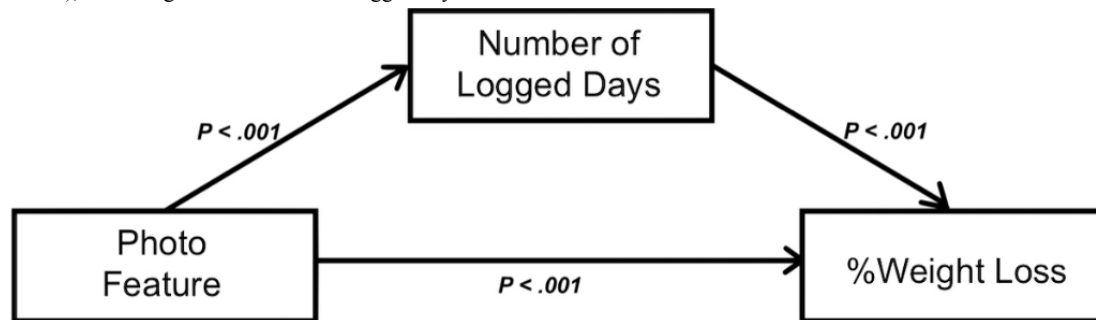 Number of
Logged Days
P < .001
P < .001
Photo
Feature
P < .001
%Weight Loss